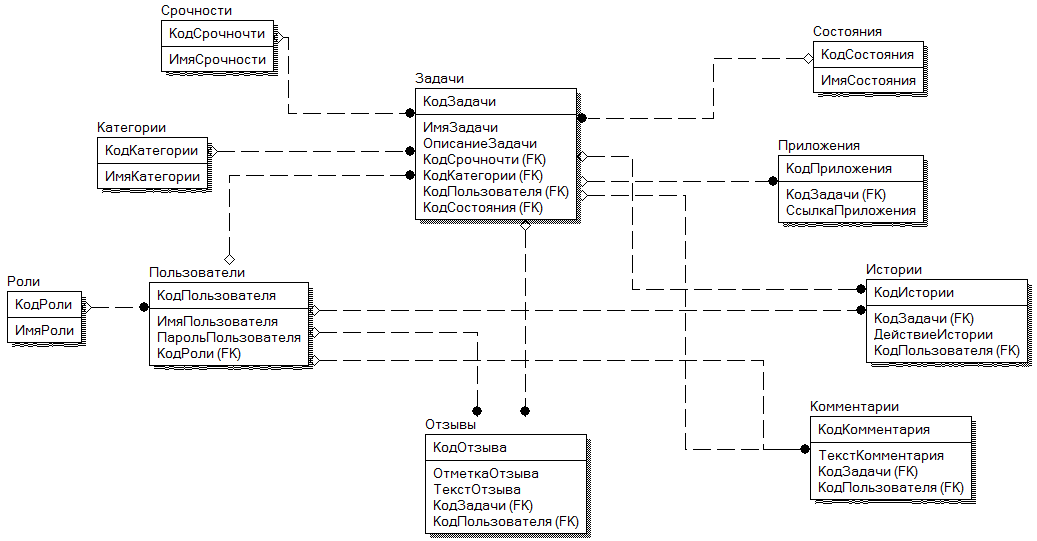 Срочности
КодСрочночти
ИмяСрочности
Состояния
КодСостояния
ИмяСостояния
Задачи
КодЗадачи
ИмяЗадачи
ОписаниеЗадачи
КодСрочности (FK)
КодКатегории (FK)
КодПользователя (FK)
КодСостояния (FK)
Категории
КодКатегории
ИмяКатегории
Приложения
КодПриложения
КодЗадачи (FK)
СсылкаПриложения
Роли
КодРоли
ИмяРоли
Пользователи
КодПользователя
ИмяПользователя
ПарольПользователя
КодРоли (FK)
Истории
КодИстории
КодЗадачи (FK)
ДействиеИстории
КодПользователя (FK)
Отзывы
КодОтзыва
ОтметкаОтзыва
ТекстОтзыва
КодЗадачи (FK)
КодПользователя (FK)
Комментарии
КодКомментария
ТекстКомментария
КодЗадачи (FK)
КодПользователя (FK)